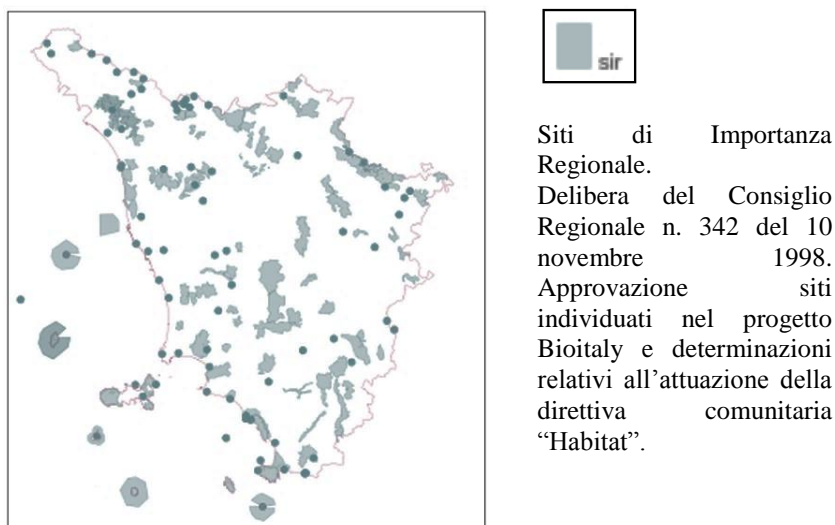 sir
Siti di Importanza
Regionale.
Delibera del Consiglio
Regionale n. 342 del 10
novembre 1998.
Approvazione siti
individuati nel progetto
Bioitaly e determinazioni
relativi all’attuazione della
direttiva comunitaria
“Habitat”.